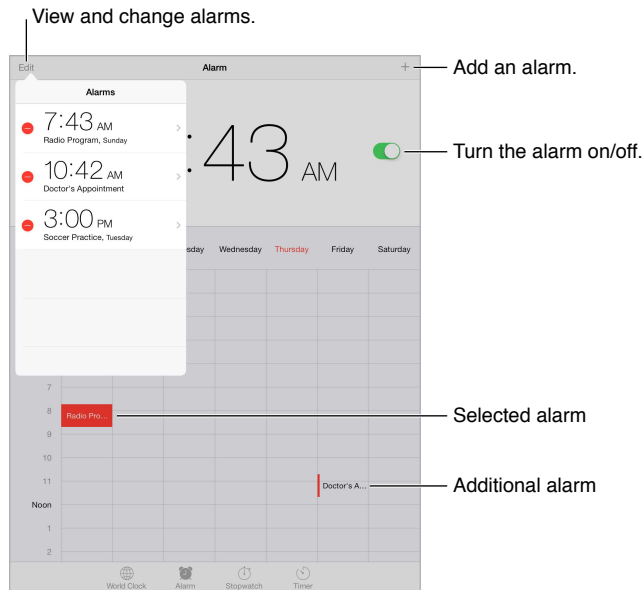 View and change alarms.
Edit
Alarm
+
Add an alarm.
Alarms
7:43 AM
Radio Program, Sunday
10:42 AM
Doctor's Appointment
3:00 PM
Soccer Practice, Tuesday
:43 AM
Turn the alarm on/off.
sday Wednesday Thursday Friday Saturday
7
8 Radio Pro...
Selected alarm
9
10
11 Doctor's A...
Additional alarm
Noon
1
2
World Clock Alarm Stopwatch Timer